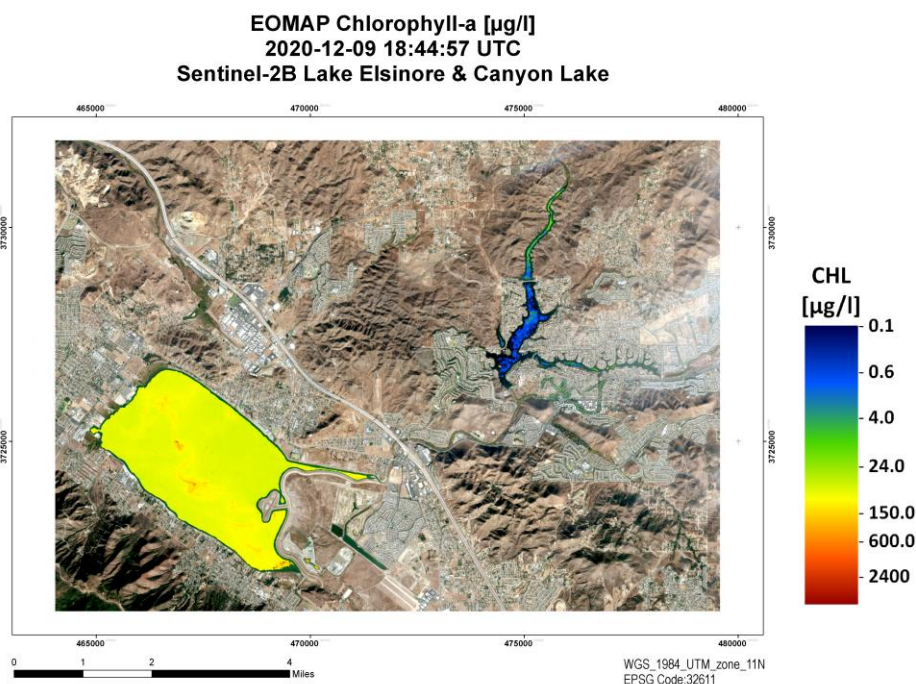 EOMAP Chlorophyll-a [µg/l]
2020-12-09 18:44:57 UTC
Sentinel-2B Lake Elsinore & Canyon Lake
465000 470000 475000 480000
3730000 3730000
3725000 3725000
CHL
[µg/l]
0.1
0.6
4.0
24.0
150.0
600.0
2400
465000 470000 475000 480000
0 1 2 4
Miles
WGS_1984_UTM_zone_11N
EPSG Code:32611